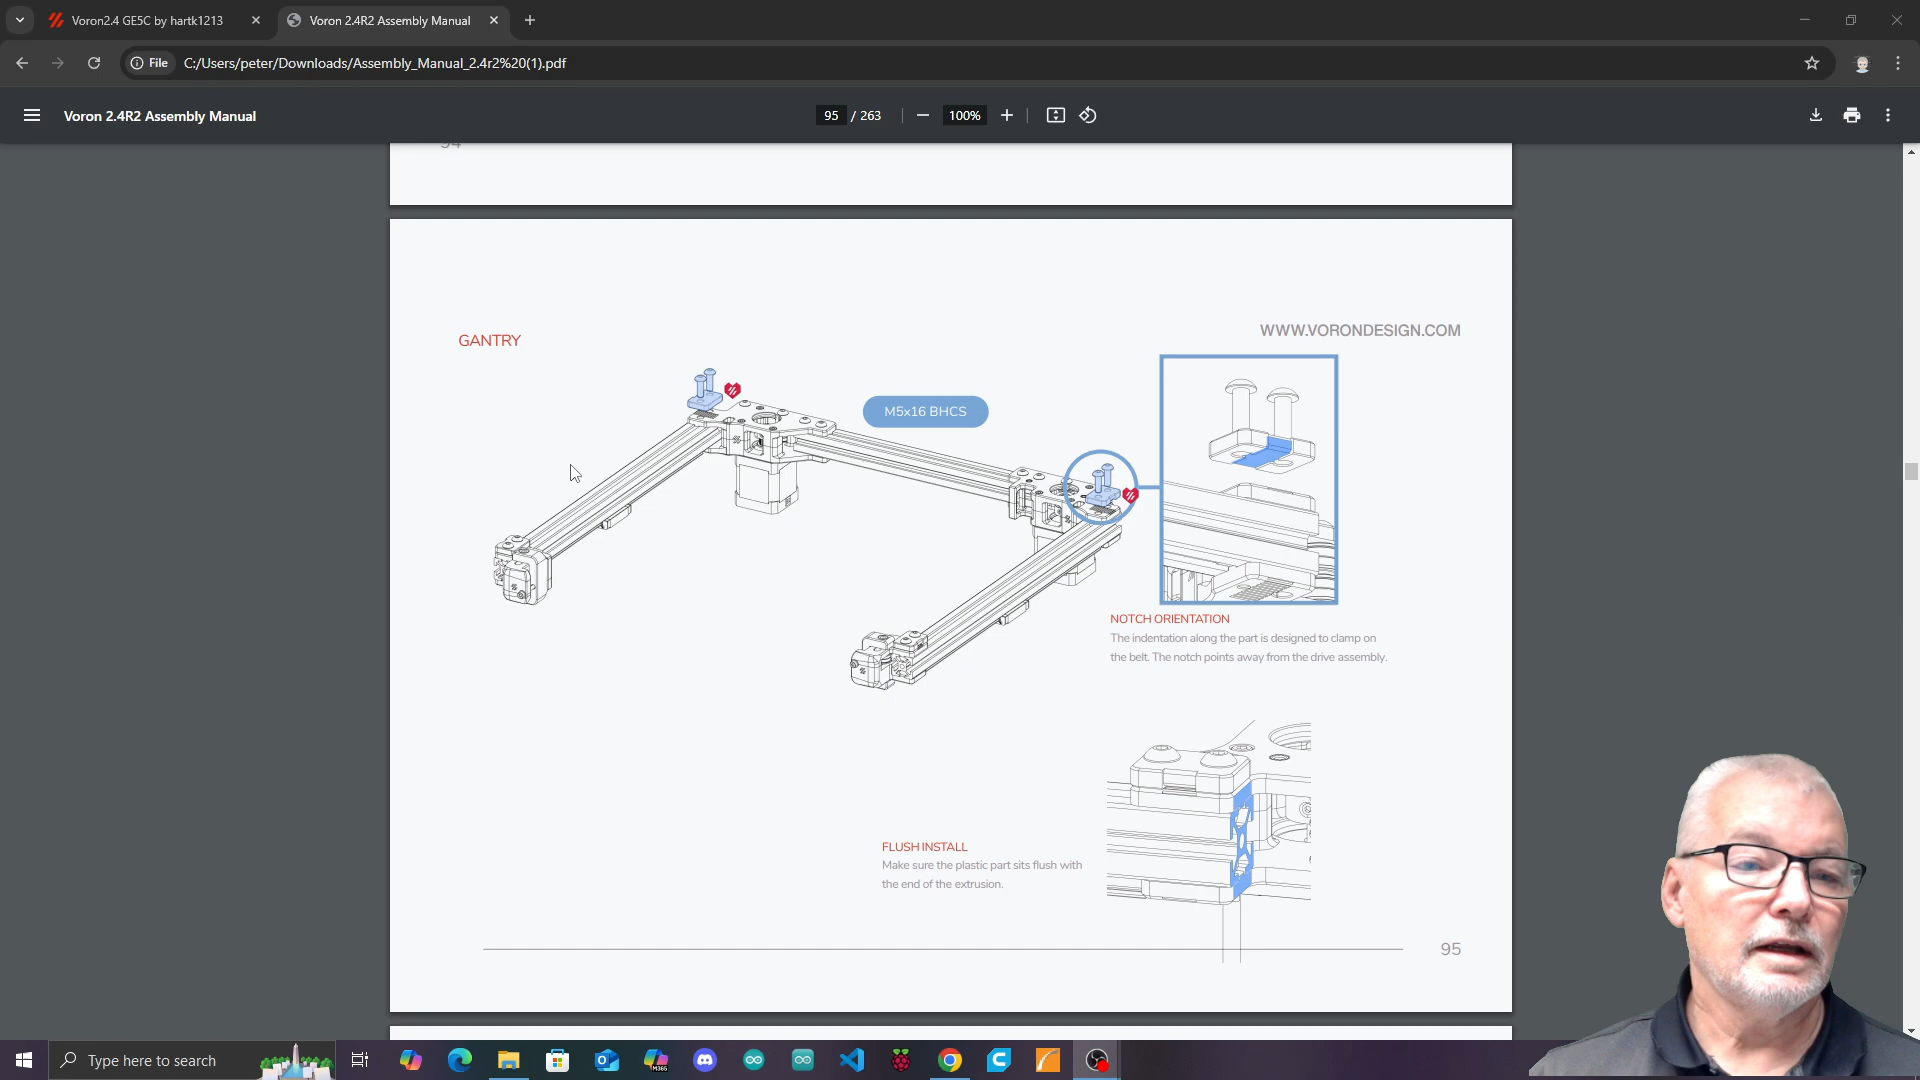 Voron2.4 GE5C by hartk1213
Voron 2.4R2 Assembly Manual
File
C:/Users/peter/Downloads/Assembly_Manual_2.4r2%20(1).pdf
Voron 2.4R2 Assembly Manual
95 / 263
100%
94
GANTRY
WWW.VORONDESIGN.COM
M5x16 BHCS
NOTCH ORIENTATION
The indentation along the part is designed to clamp on
the belt. The notch points away from the drive assembly.
FLUSH INSTALL
Make sure the plastic part sits flush with
the end of the extrusion.
95
Type here to search
M365